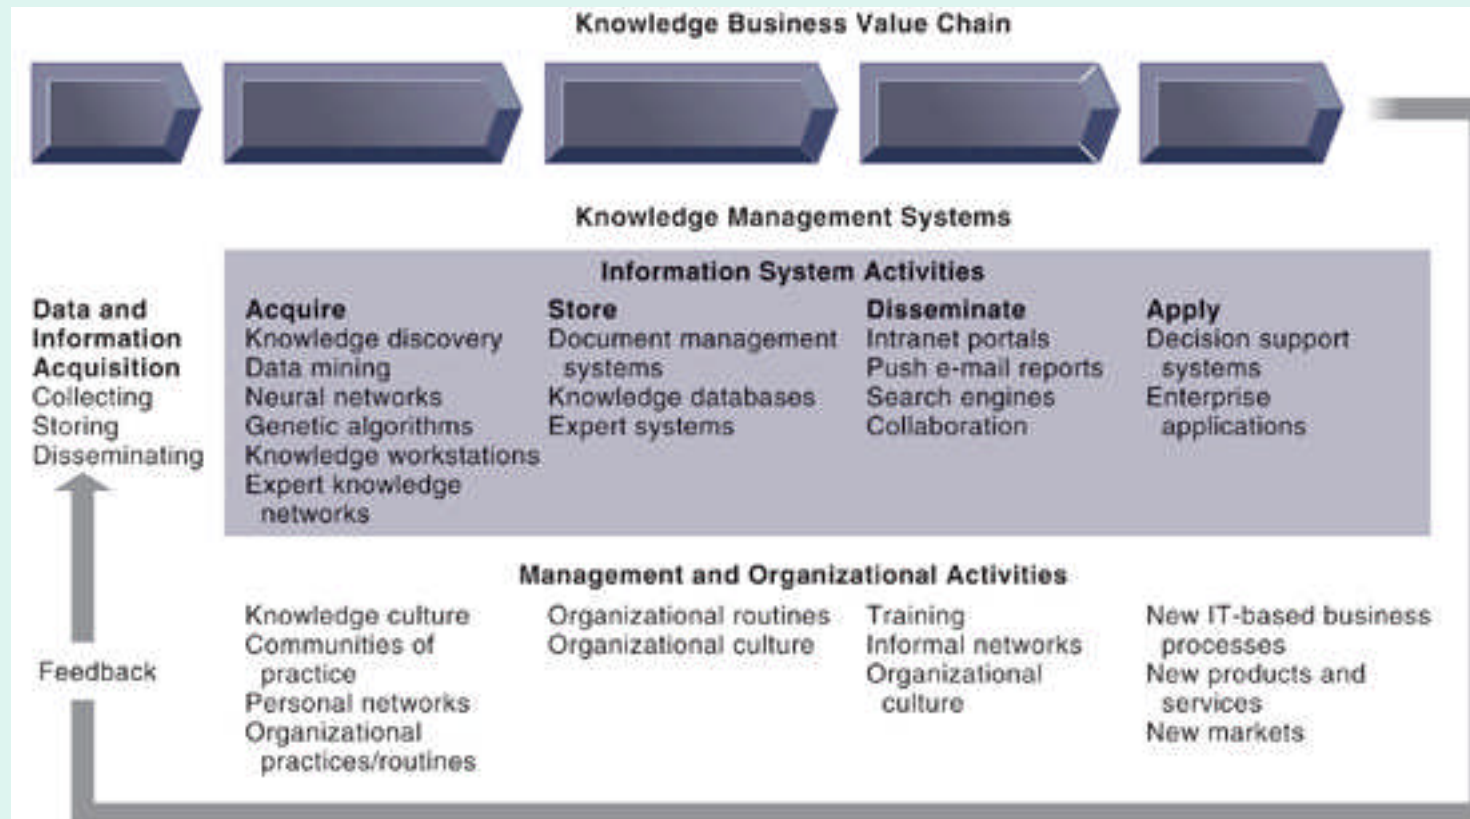 Knowledge Business Value Chain
Knowledge Management Systems
Information System Activities
Data and
Information
Acquisition
Collecting
Storing
Disseminating
Acquire
Knowledge discovery
Data mining
Neural networks
Genetic algorithms
Knowledge workstations
Expert knowledge
networks
Store
Document management
systems
Knowledge databases
Expert systems
Disseminate
Intranet portals
Push e-mail reports
Search engines
Collaboration
Apply
Decision support
systems
Enterprise
applications
Management and Organizational Activities
Knowledge culture
Communities of
practice
Personal networks
Organizational
practices/routines
Organizational routines
Organizational culture
Training
Informal networks
Organizational
culture
New IT-based business
processes
New products and
services
New markets
Feedback